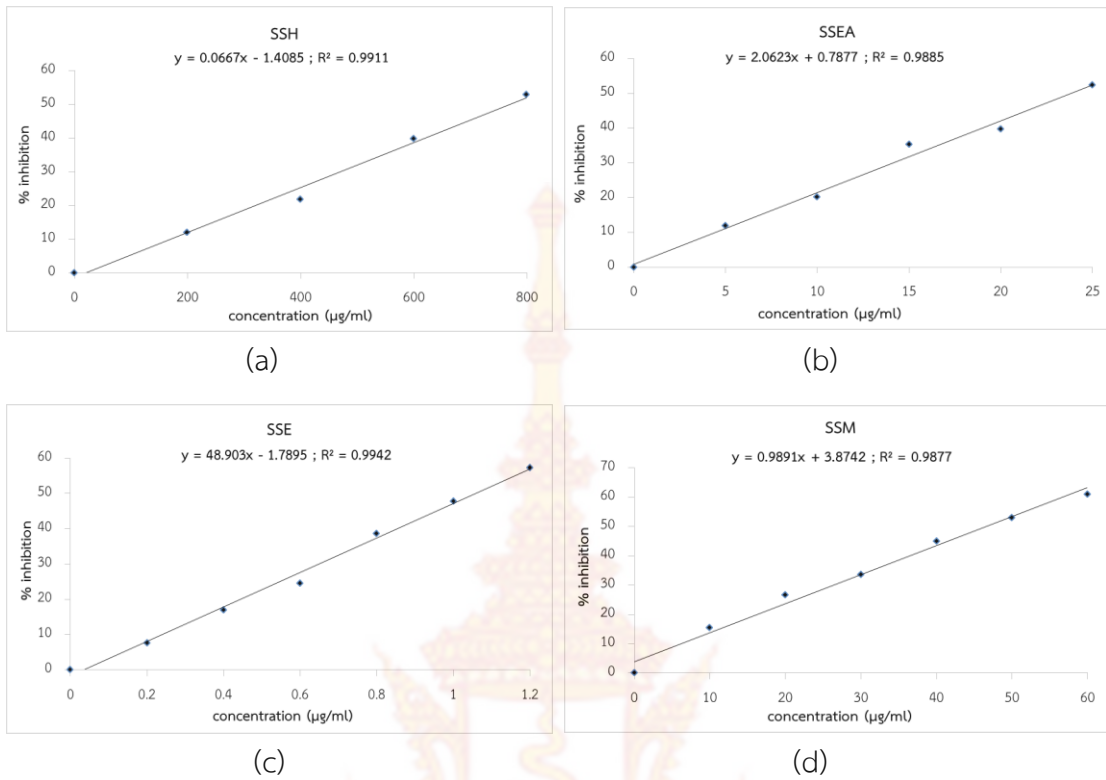 SSH
y = 0.0667x - 1.4085 ; R² = 0.9911
60
50
40
30
20
10
0
% inhibition
0 200 400 600 800
concentration (µg/ml)
(a)
SSEA
y = 2.0623x + 0.7877 ; R² = 0.9885
60
50
40
30
20
10
0
% inhibition
0 5 10 15 20 25
concentration (µg/ml)
(b)
SSE
y = 48.903x - 1.7895 ; R² = 0.9942
60
50
40
30
20
10
0
% inhibition
0 0.2 0.4 0.6 0.8 1 1.2
concentration (µg/ml)
(c)
SSM
y = 0.9891x + 3.8742 ; R² = 0.9877
70
60
50
40
30
20
10
0
% inhibition
0 10 20 30 40 50 60
concentration (µg/ml)
(d)